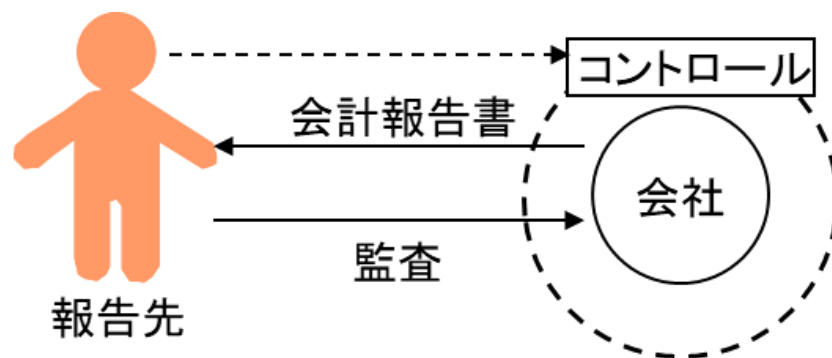 コントロール
会計報告書
会社
監査
報告先